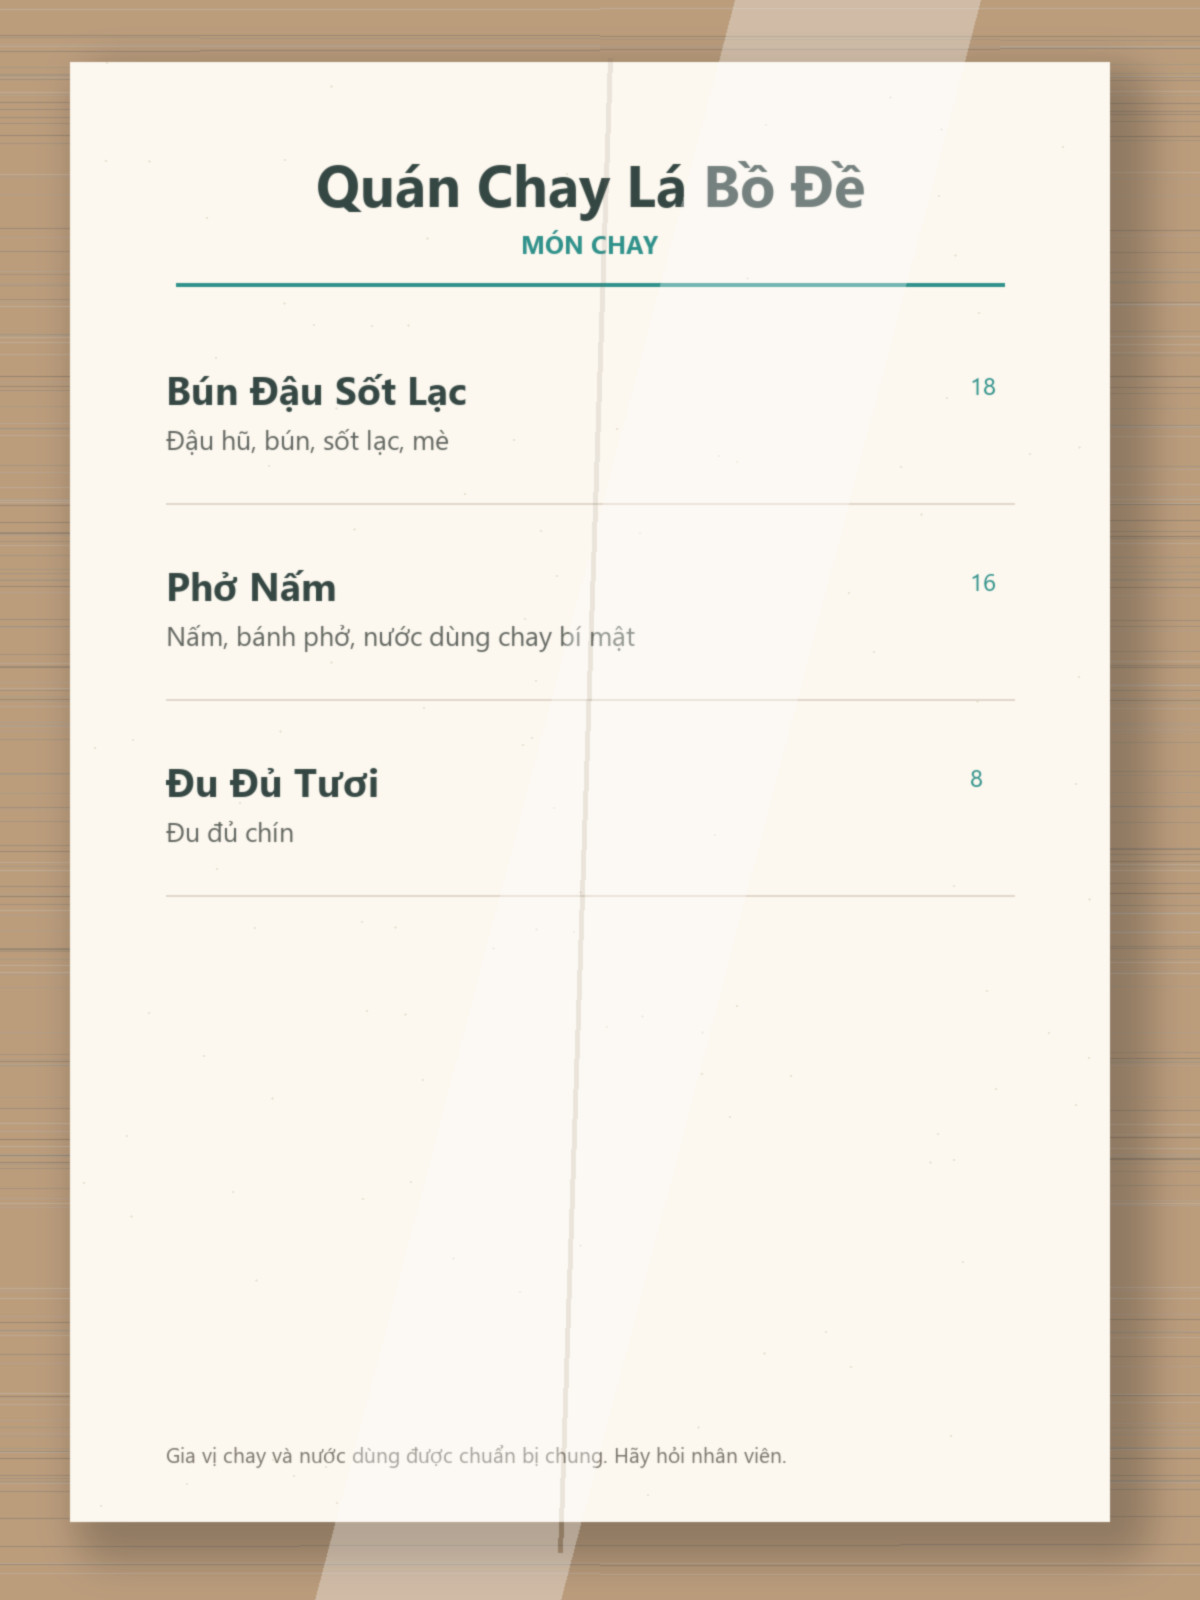 Quán Chay Lá Bồ Đề
MÓN CHAY
Bún Đậu Sốt Lạc 18
Đậu hũ, bún, sốt lạc, mè
Phở Nấm 16
Nấm, bánh phở, nước dùng chay bí mật
Đu Đủ Tươi 8
Đu đủ chín
Gia vị chay và nước dùng được chuẩn bị chung. Hãy hỏi nhân viên.